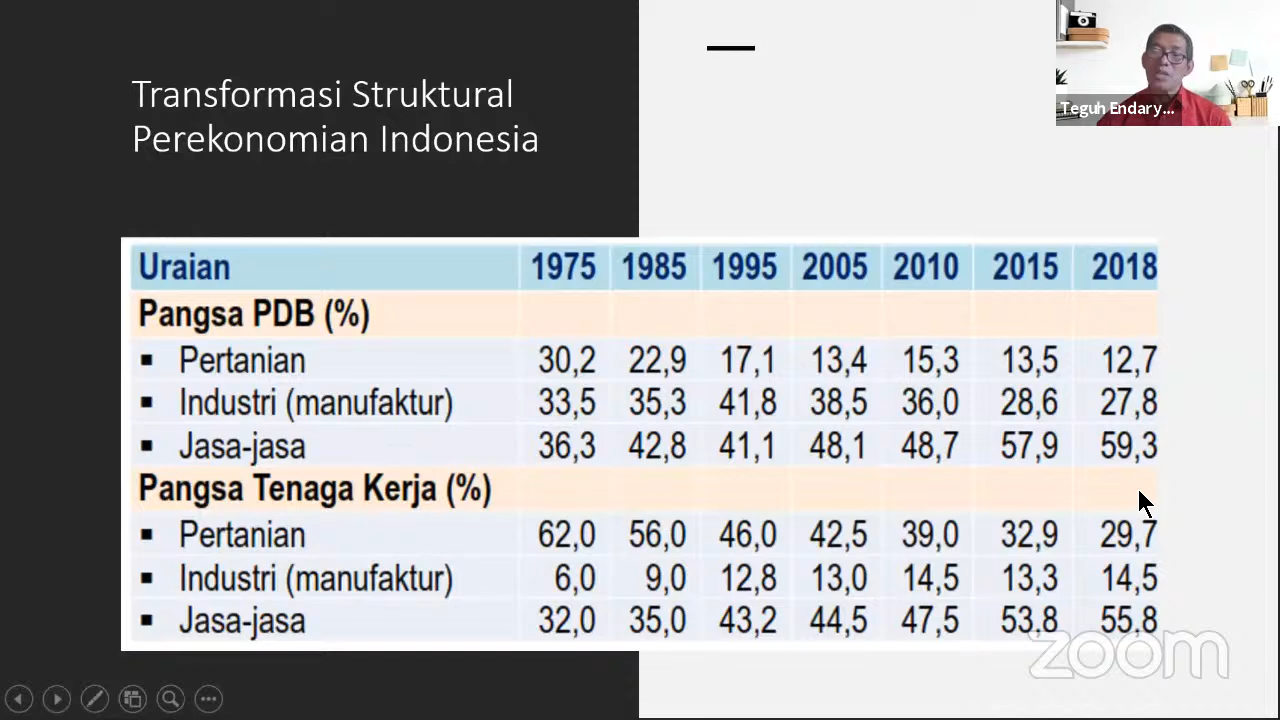 Transformasi Struktural
Perekonomian Indonesia
Teguh Endary...
Uraian 1975 1985 1995 2005 2010 2015 2018
Pangsa PDB (%)
▪ Pertanian 30,2 22,9 17,1 13,4 15,3 13,5 12,7
▪ Industri (manufaktur) 33,5 35,3 41,8 38,5 36,0 28,6 27,8
▪ Jasa-jasa 36,3 42,8 41,1 48,1 48,7 57,9 59,3
Pangsa Tenaga Kerja (%)
▪ Pertanian 62,0 56,0 46,0 42,5 39,0 32,9 29,7
▪ Industri (manufaktur) 6,0 9,0 12,8 13,0 14,5 13,3 14,5
▪ Jasa-jasa 32,0 35,0 43,2 44,5 47,5 53,8 55,8
zoom